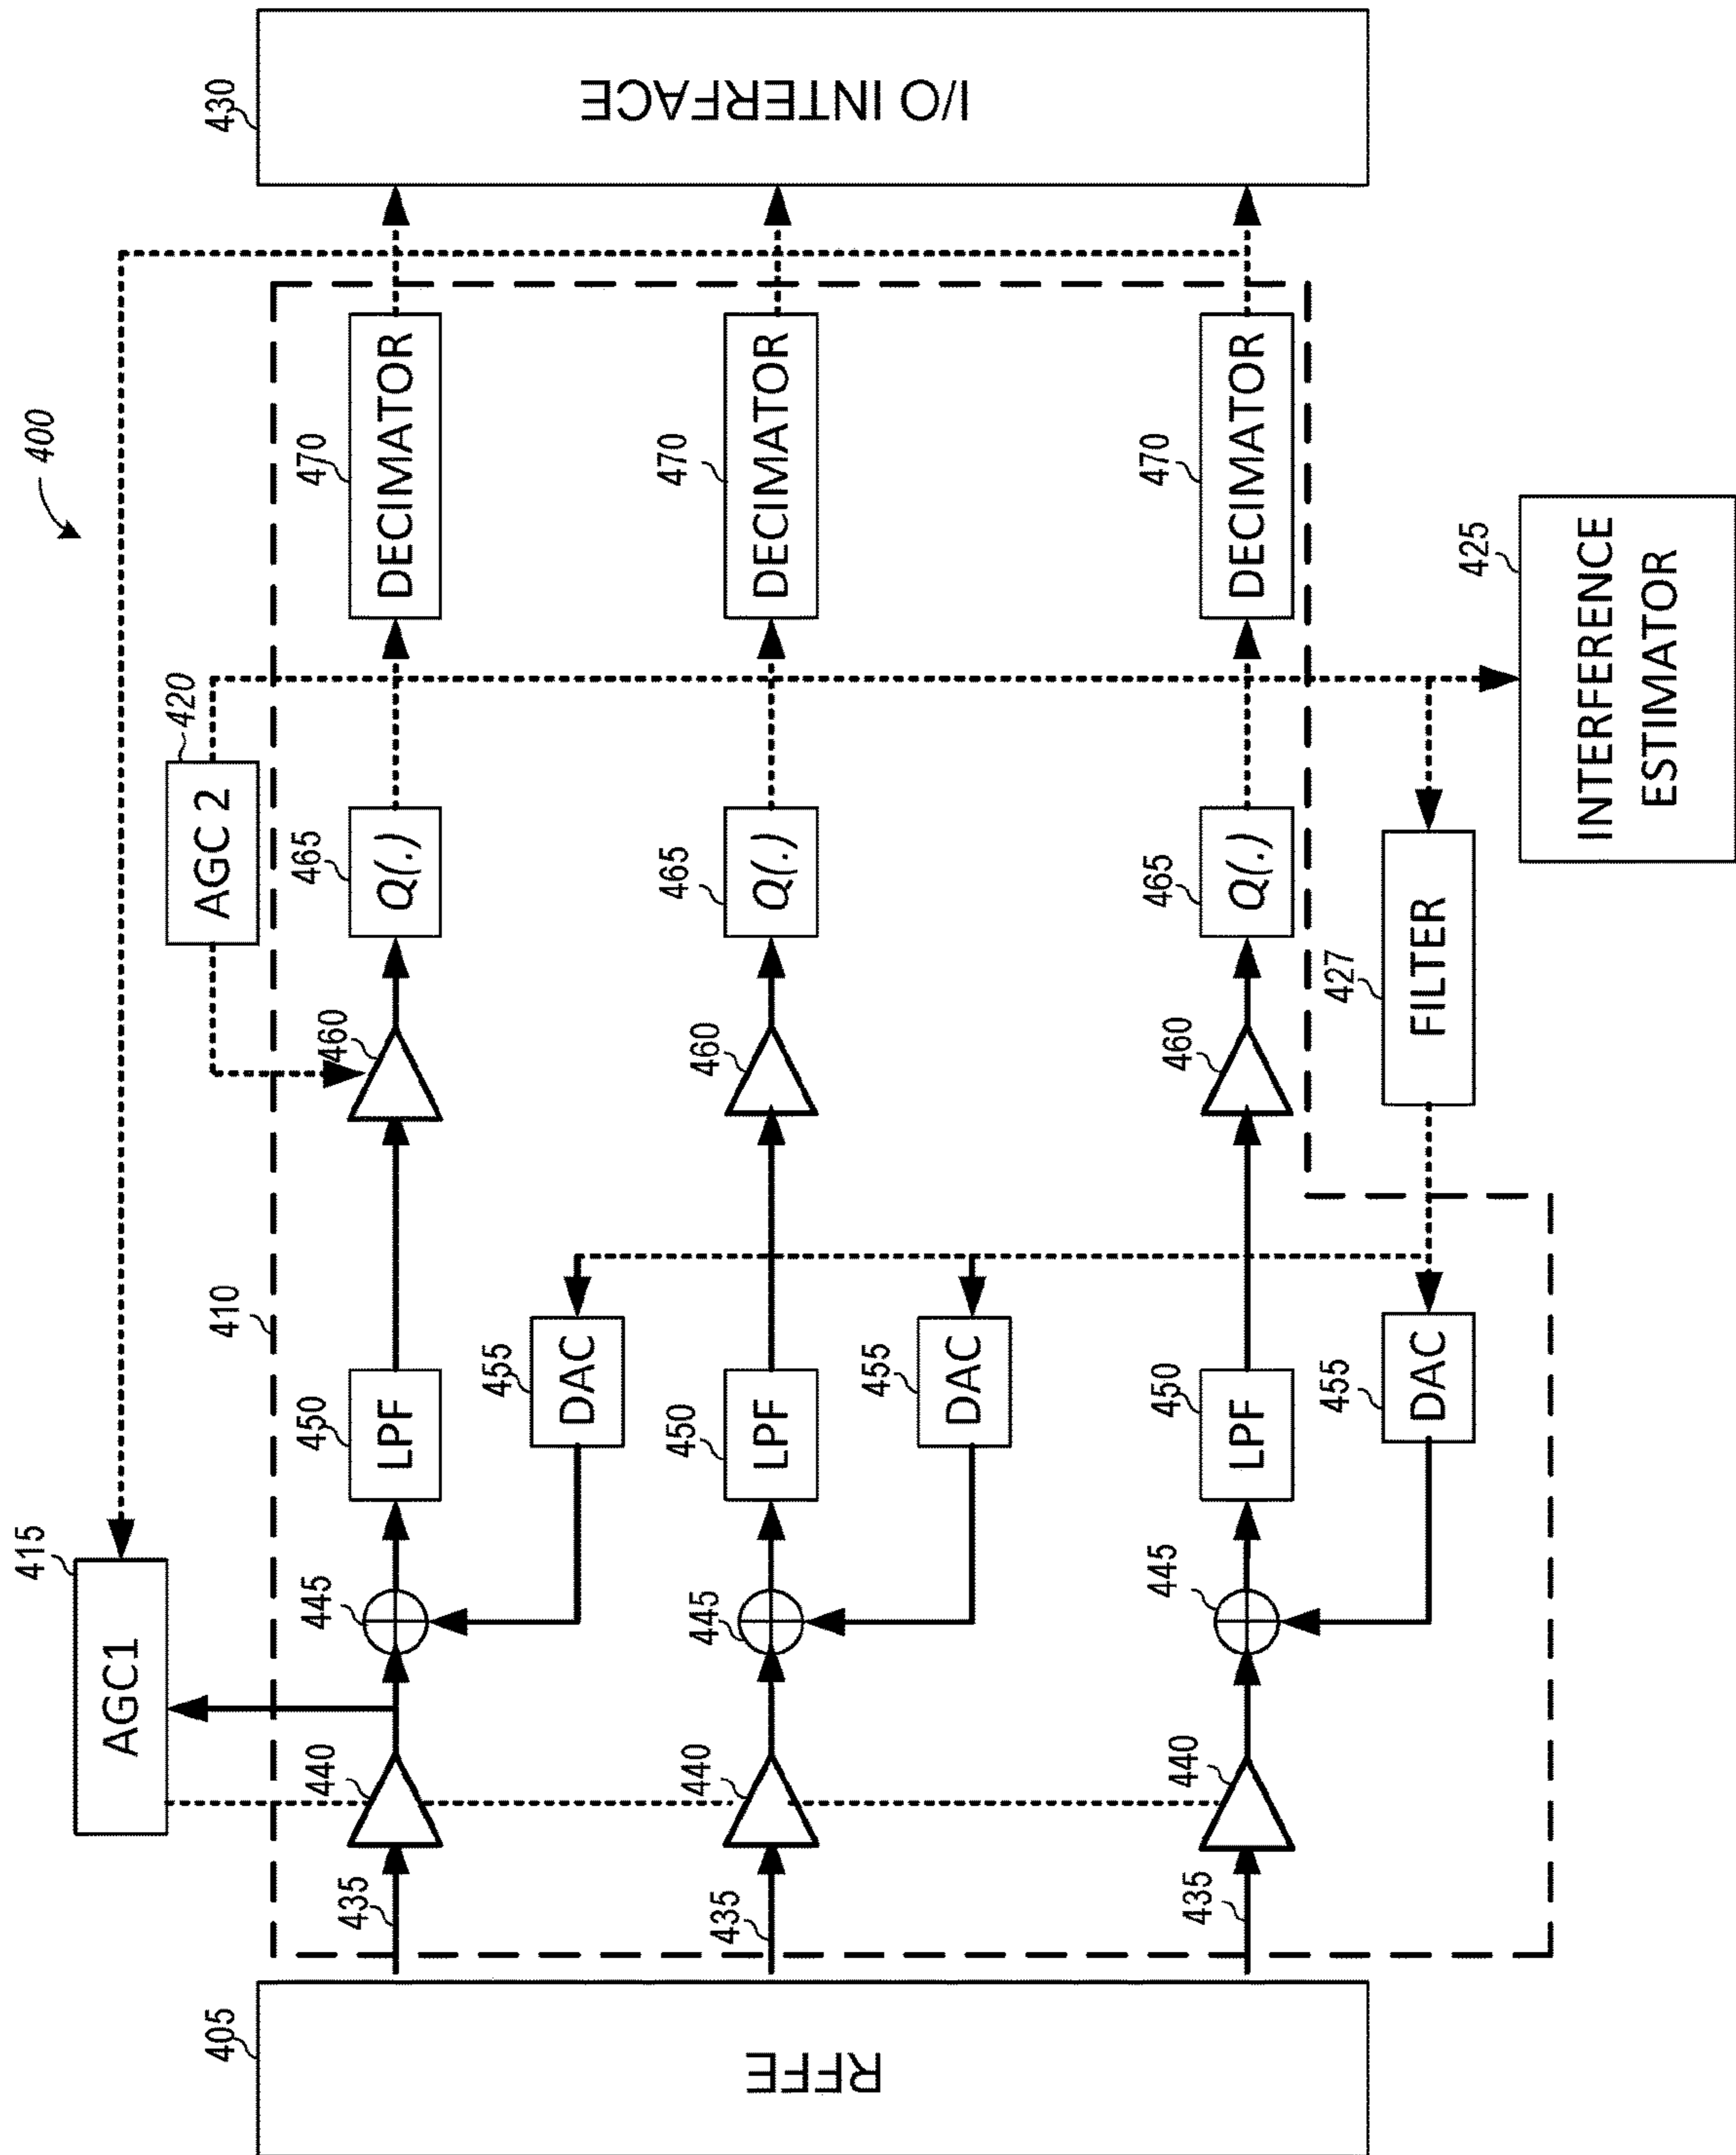 400
405
RFFE
410
415
AGC1
420
AGC 2
430
I/O INTERFACE
435
440
445
450
LPF
455
DAC
460
465
Q(.)
470
DECIMATOR
435
440
445
450
LPF
455
DAC
460
465
Q(.)
470
DECIMATOR
435
440
445
450
LPF
455
DAC
460
465
Q(.)
470
DECIMATOR
427
FILTER
425
INTERFERENCE
ESTIMATOR